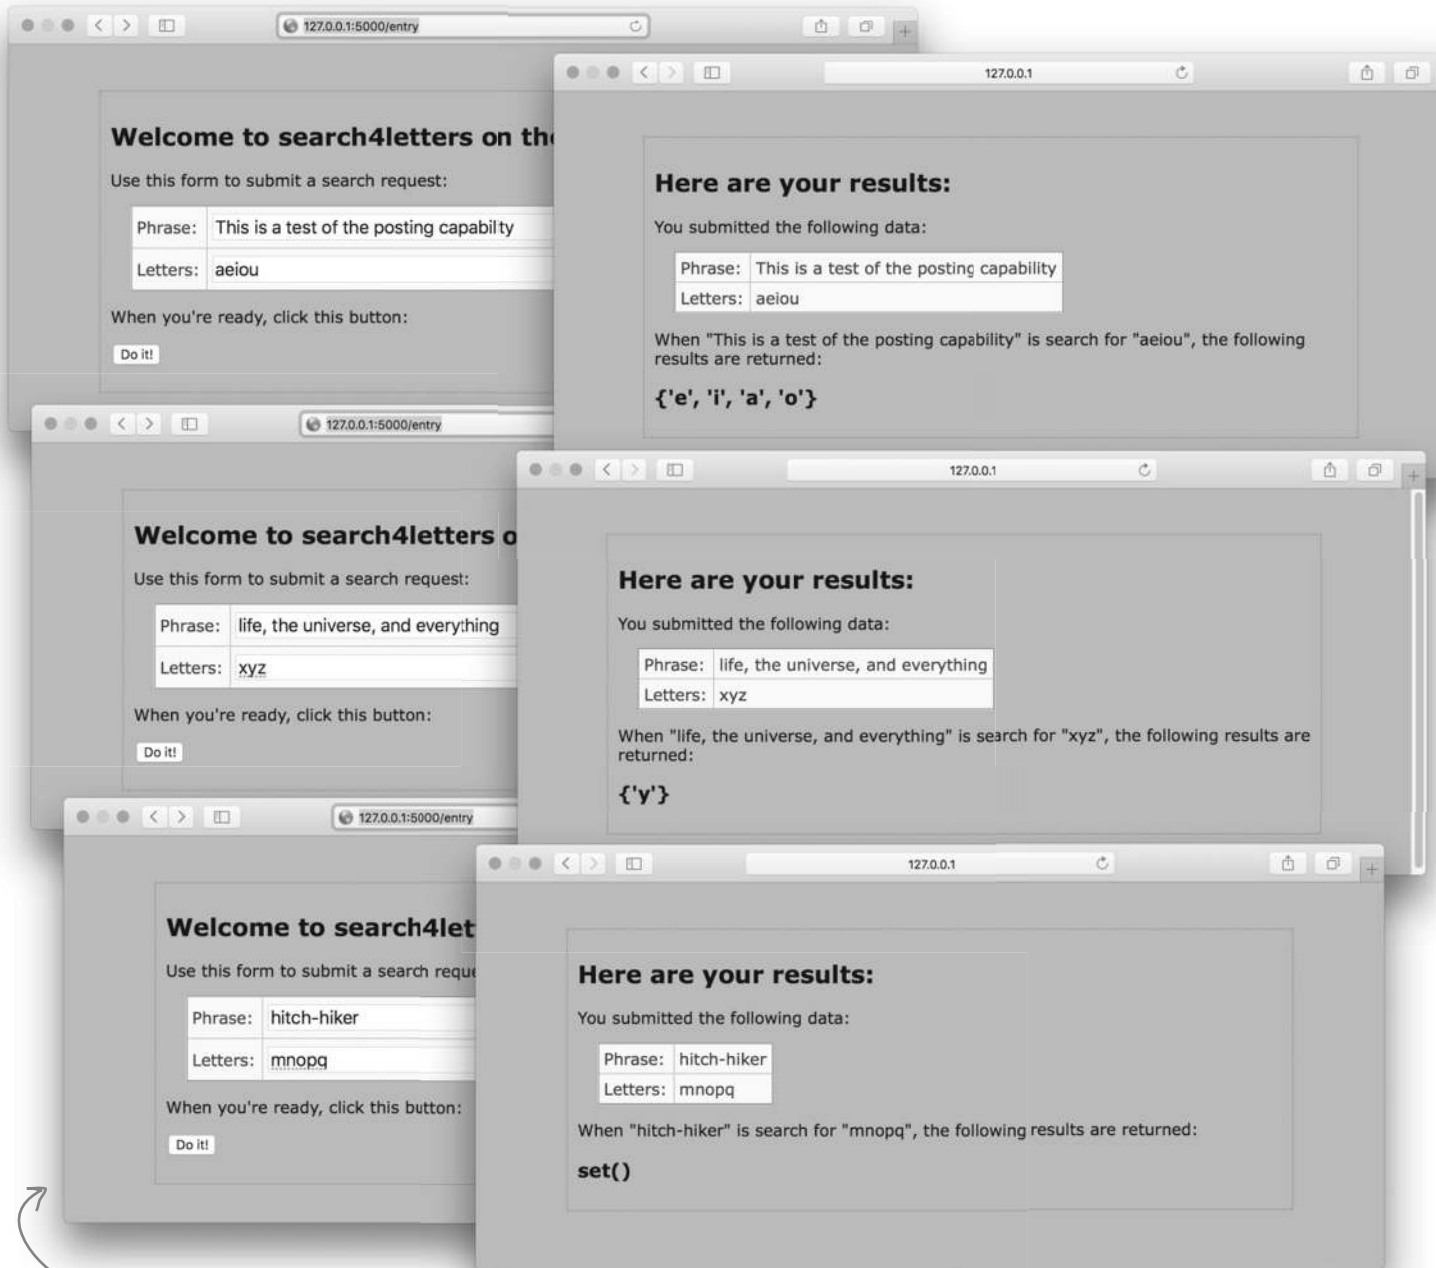 127.0.0.1:5000/entry
Welcome to search4letters on the
Use this form to submit a search request:
Phrase: This is a test of the posting capability
Letters: aeiou
When you're ready, click this button:
Do it!
127.0.0.1
Here are your results:
You submitted the following data:
Phrase: This is a test of the posting capability
Letters: aeiou
When "This is a test of the posting capability" is search for "aeiou", the following
results are returned:
{'e', 'i', 'a', 'o'}
127.0.0.1:5000/entry
Welcome to search4letters o
Use this form to submit a search request:
Phrase: life, the universe, and everything
Letters: xyz
When you're ready, click this button:
Do it!
127.0.0.1
Here are your results:
You submitted the following data:
Phrase: life, the universe, and everything
Letters: xyz
When "life, the universe, and everything" is search for "xyz", the following results are
returned:
{'y'}
127.0.0.1:5000/entry
Welcome to search4let
Use this form to submit a search reque
Phrase: hitch-hiker
Letters: mnopq
When you're ready, click this button:
Do it!
127.0.0.1
Here are your results:
You submitted the following data:
Phrase: hitch-hiker
Letters: mnopq
When "hitch-hiker" is search for "mnopq", the following results are returned:
set()